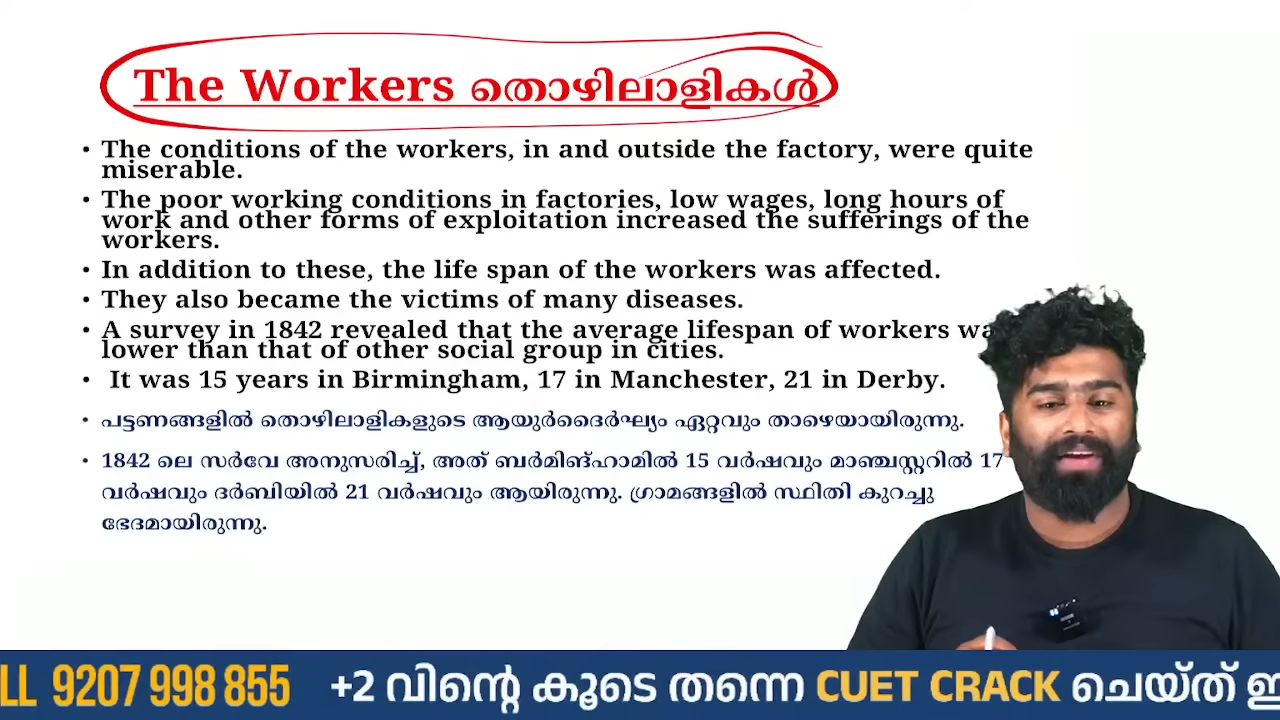 The Workers തൊഴിലാളികൾ
• The conditions of the workers, in and outside the factory, were quite
miserable.
• The poor working conditions in factories, low wages, long hours of
work and other forms of exploitation increased the sufferings of the
workers.
• In addition to these, the life span of the workers was affected.
• They also became the victims of many diseases.
• A survey in 1842 revealed that the average lifespan of workers
lower than that of other social group in cities.
• It was 15 years in Birmingham, 17 in Manchester, 21 in Derby.
• പട്ടണങ്ങളിൽ തൊഴിലാളികളുടെ ആയുർദൈർഘ്യം ഏറ്റവും താഴെയായിരുന്നു.
• 1842 ലെ സർവേ അനുസരിച്ച്, അത് ബർമിങ്ഹാമിൽ 15 വർഷവും മാഞ്ചസ്റ്ററിൽ 17
വർഷവും ദർബിയിൽ 21 വർഷവും ആയിരുന്നു. ഗ്രാമങ്ങളിൽ സ്ഥിതി കുറച്ചു
ഭേദമായിരുന്നു.
LL 9207 998 855 +2 വിന്റെ കൂടെ തന്നെ CUET CRACK ചെയ്ത്